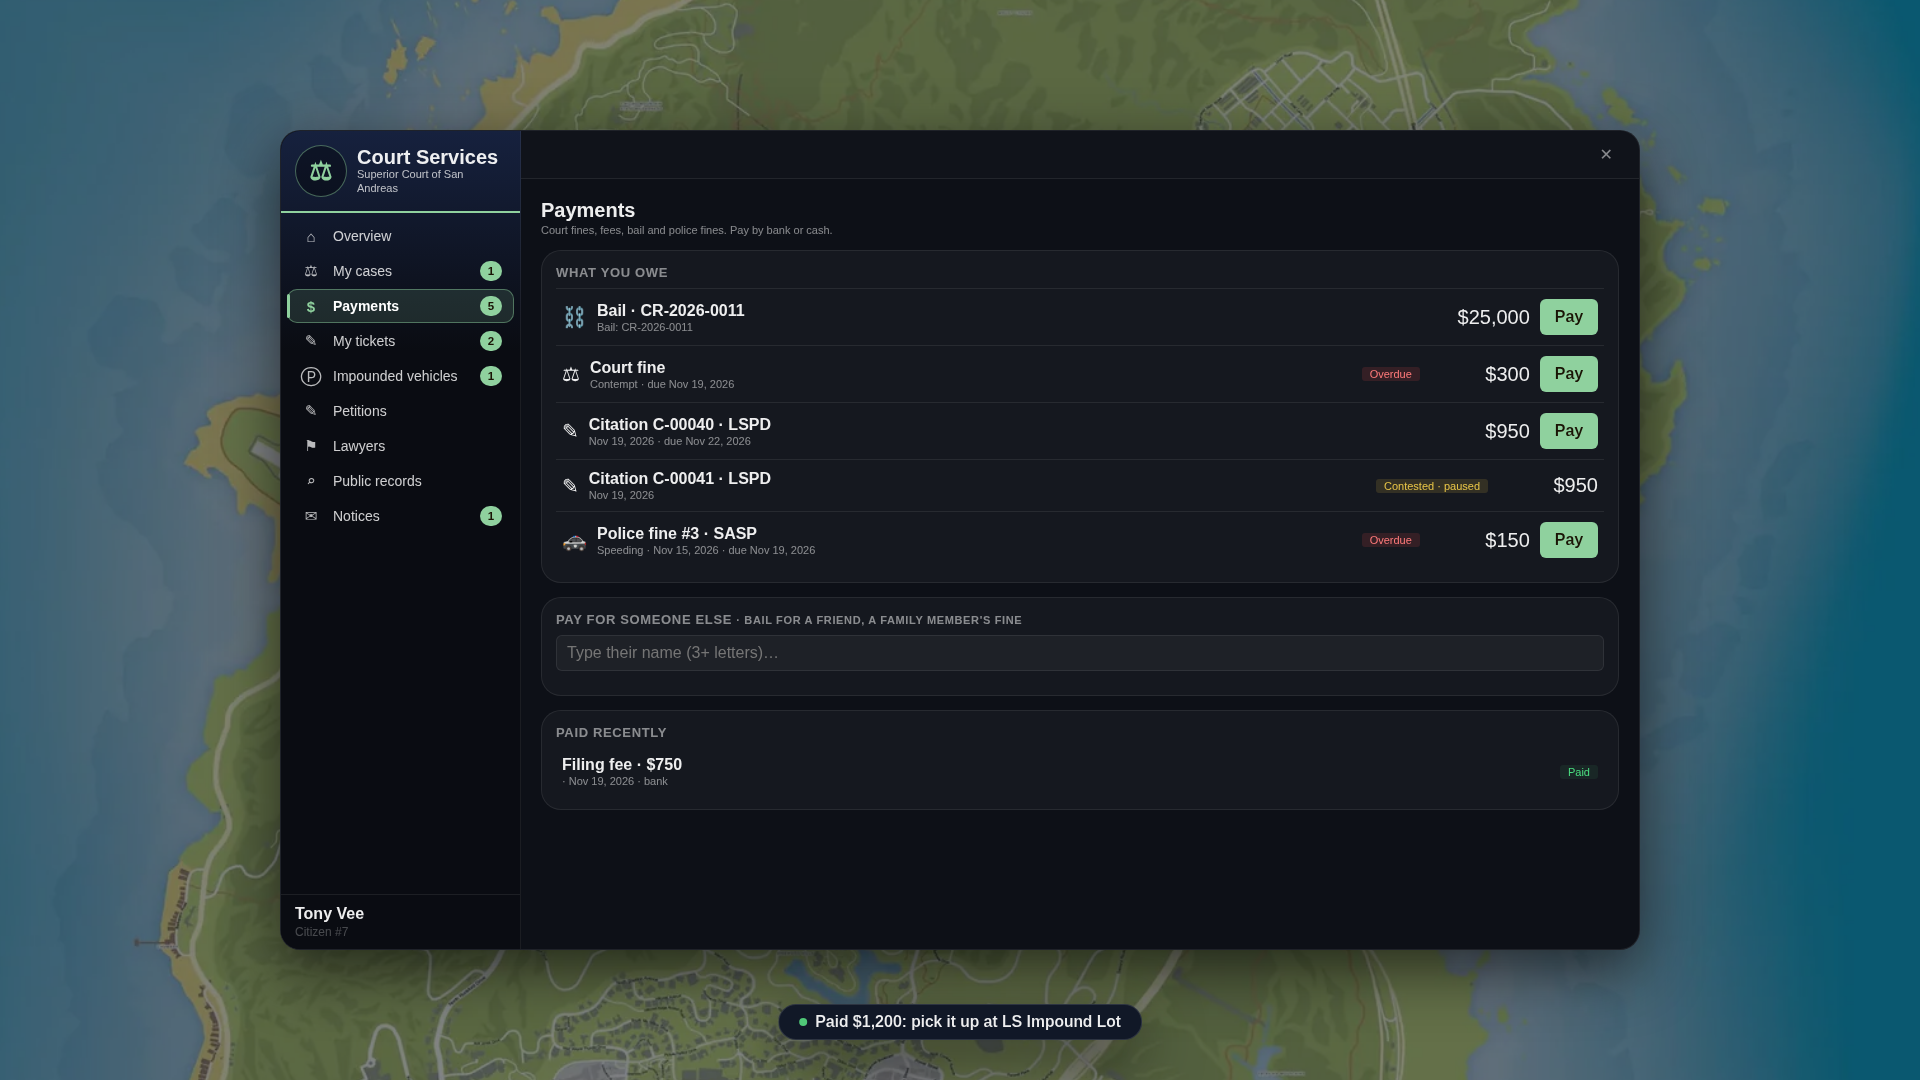 Court Services
Superior Court of San
Andreas
Overview
My cases 1
$ Payments 5
My tickets 2
P Impounded vehicles 1
Petitions
Lawyers
Public records
Notices 1
Tony Vee
Citizen #7
×
Payments
Court fines, fees, bail and police fines. Pay by bank or cash.
WHAT YOU OWE
Bail · CR-2026-0011
Bail: CR-2026-0011
$25,000 Pay
Court fine
Contempt · due Nov 19, 2026
Overdue $300 Pay
Citation C-00040 · LSPD
Nov 19, 2026 · due Nov 22, 2026
$950 Pay
Citation C-00041 · LSPD
Nov 19, 2026
Contested · paused $950
Police fine #3 · SASP
Speeding · Nov 15, 2026 · due Nov 19, 2026
Overdue $150 Pay
PAY FOR SOMEONE ELSE · BAIL FOR A FRIEND, A FAMILY MEMBER'S FINE
Type their name (3+ letters)…
PAID RECENTLY
Filing fee · $750
· Nov 19, 2026 · bank
Paid
Paid $1,200: pick it up at LS Impound Lot